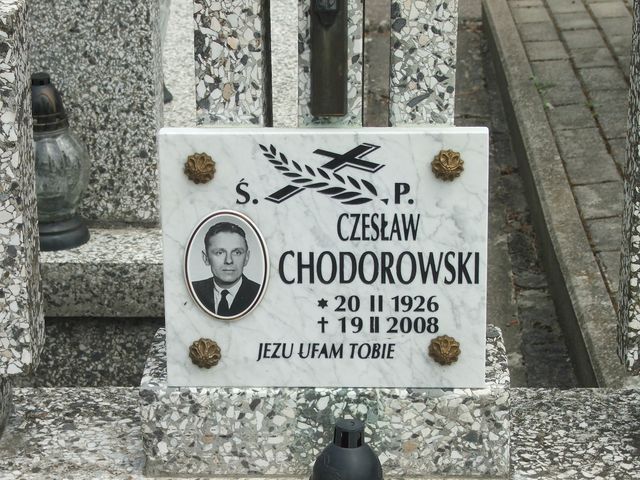 Ś. P.
CZESŁAW
CHODOROWSKI
✶ 20 II 1926
✝ 19 II 2008
JEZU UFAM TOBIE